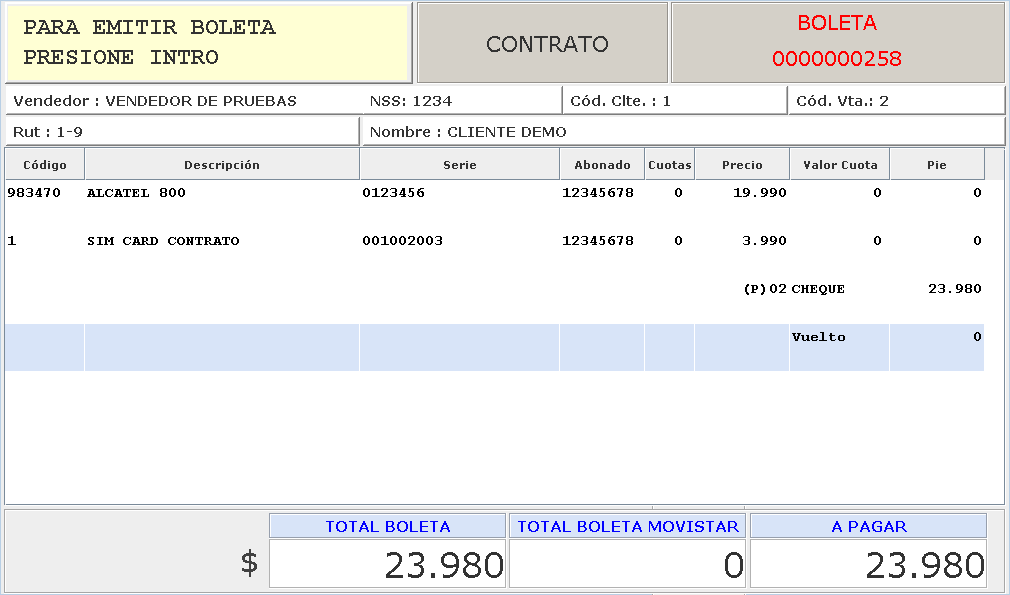 PARA EMITIR BOLETA
PRESIONE INTRO
CONTRATO
BOLETA
0000000258
Vendedor : VENDEDOR DE PRUEBAS NSS: 1234 Cód. Clte. : 1 Cód. Vta.: 2
Rut : 1-9 Nombre : CLIENTE DEMO
Código Descripción Serie Abonado Cuotas Precio Valor Cuota Pie
983470 ALCATEL 800 0123456 12345678 0 19.990 0 0
1 SIM CARD CONTRATO 001002003 12345678 0 3.990 0 0
(P)02 CHEQUE 23.980
Vuelto 0
TOTAL BOLETA TOTAL BOLETA MOVISTAR A PAGAR
$ 23.980 0 23.980